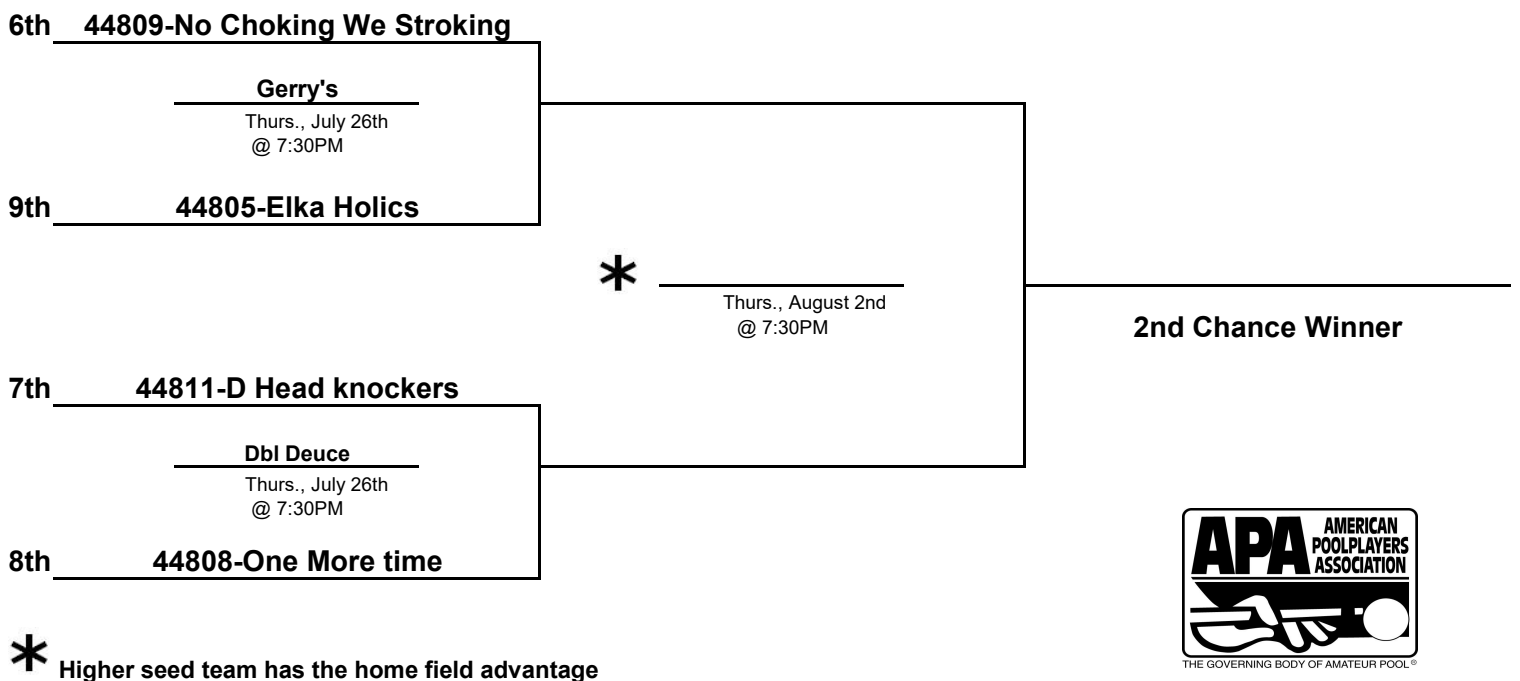 6th 44809-No Choking We Stroking
Gerry's
Thurs., July 26th
@ 7:30PM
9th 44805-Elka Holics
* Thurs., August 2nd
@ 7:30PM
2nd Chance Winner
7th 44811-D Head knockers
Dbl Deuce
Thurs., July 26th
@ 7:30PM
8th 44808-One More time
APA AMERICAN
POOLPLAYERS
ASSOCIATION
THE GOVERNING BODY OF AMATEUR POOL®
* Higher seed team has the home field advantage